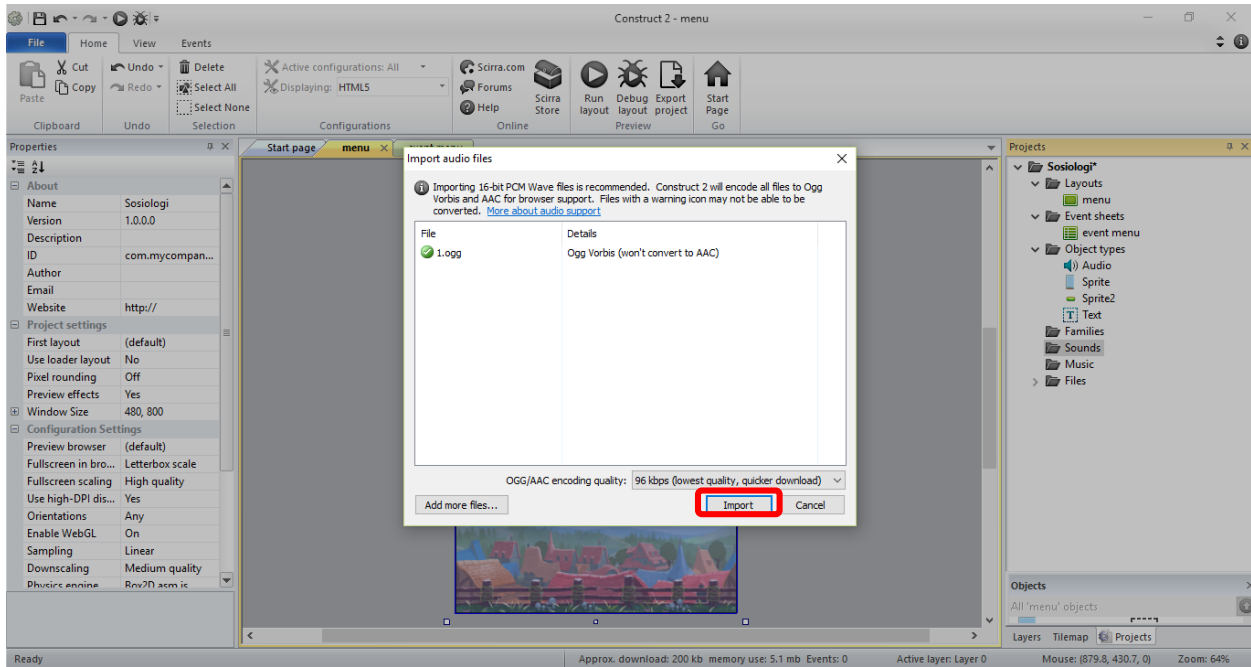 Construct 2 - menu
File Home View Events
Paste
Cut
Copy
Clipboard
Undo
Redo
Undo
Delete
Select All
Select None
Selection
Active configurations: All
Displaying: HTML5
Configurations
Scirra.com
Forums
Help
Scirra Store
Online
Run layout
Debug layout
Export project
Preview
Start Page
Go
Properties
About
Name Sosiologi
Version 1.0.0.0
Description
ID com.mycompan...
Author
Email
Website http://
Project settings
First layout (default)
Use loader layout No
Pixel rounding Off
Preview effects Yes
Window Size 480, 800
Configuration Settings
Preview browser (default)
Fullscreen in bro... Letterbox scale
Fullscreen scaling High quality
Use high-DPI dis... Yes
Orientations Any
Enable WebGL On
Sampling Linear
Downscaling Medium quality
Physics engine Box2D asm.js
Start page menu event menu
Import audio files
Importing 16-bit PCM Wave files is recommended. Construct 2 will encode all files to Ogg
Vorbis and AAC for browser support. Files with a warning icon may not be able to be
converted. More about audio support
File Details
1.ogg Ogg Vorbis (won't convert to AAC)
OGG/AAC encoding quality: 96 kbps (lowest quality, quicker download)
Add more files... Import Cancel
Projects
Sosiologi*
Layouts
menu
Event sheets
event menu
Object types
Audio
Sprite
Sprite2
T Text
Families
Sounds
Music
Files
Objects
All 'menu' objects
Layers Tilemap Projects
Ready Approx. download: 200 kb memory use: 5.1 mb Events: 0 Active layer: Layer 0 Mouse: (879.8, 430.7, 0) Zoom: 64%